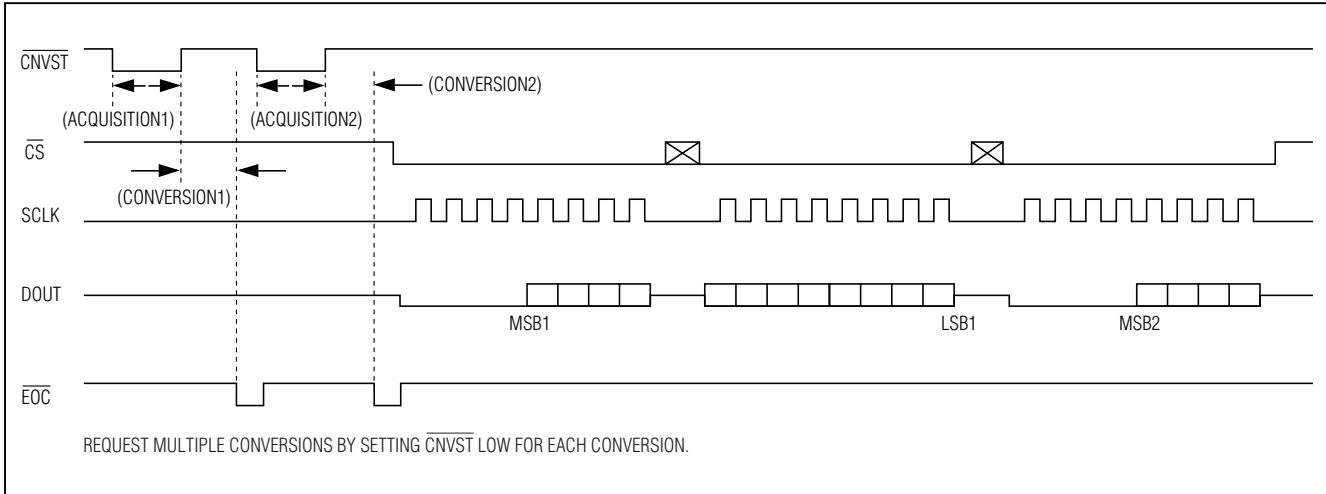 CNVST
(CONVERSION2)
(ACQUISITION1)
(ACQUISITION2)
CS
(CONVERSION1)
SCLK
DOUT
MSB1
LSB1
MSB2
EOC
REQUEST MULTIPLE CONVERSIONS BY SETTING CNVST LOW FOR EACH CONVERSION.